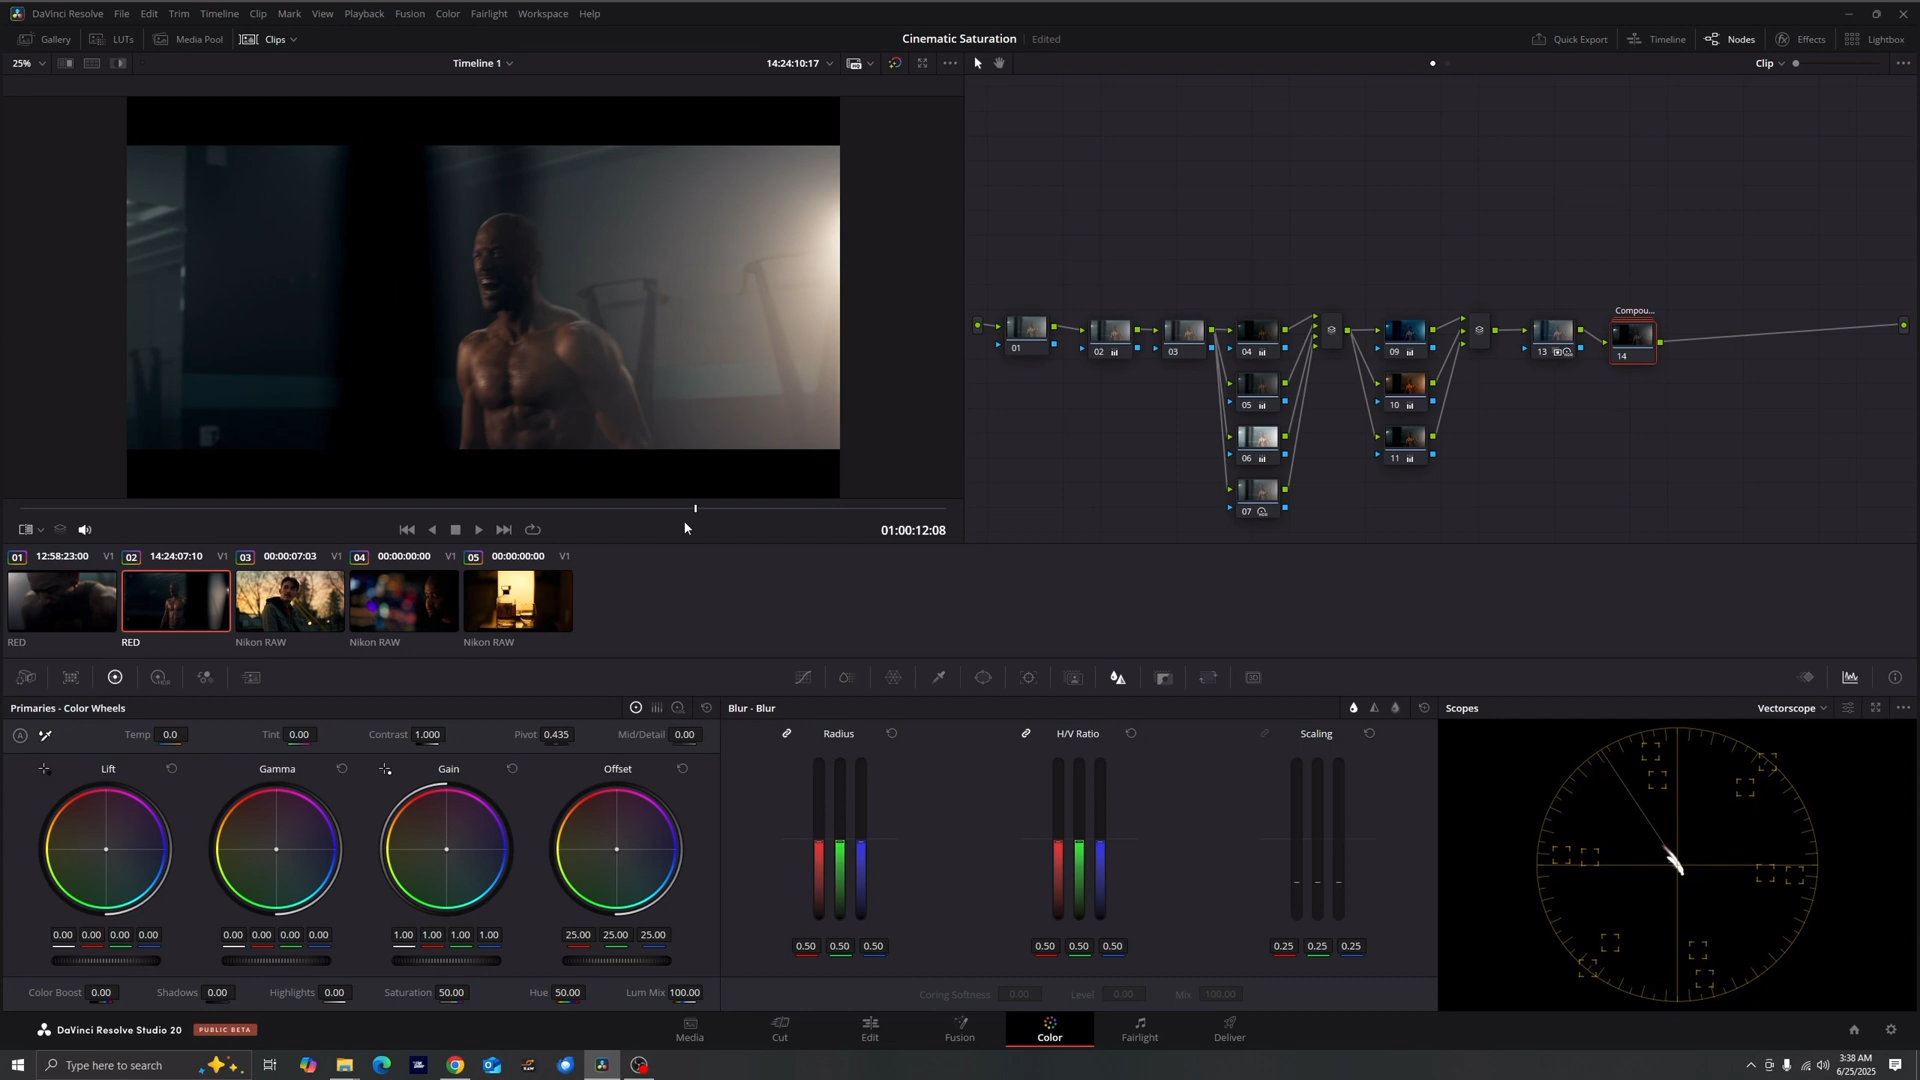 DaVinci Resolve File Edit Trim Timeline Clip Mark View Playback Fusion Color Fairlight Workspace Help
Gallery LUTs Media Pool Clips Cinematic Saturation Edited Quick Export Timeline Nodes Effects Lightbox
25% Timeline 1 14:24:10:17 Clip
Compou...
01 02 03 04 09 13 14
05 10
06 11
07
01:00:12:08
01 12:58:23:00 V1 02 14:24:07:10 V1 03 00:00:07:03 V1 04 00:00:00:00 V1 05 00:00:00:00 V1
RED RED Nikon RAW Nikon RAW Nikon RAW
HDR 3D
Primaries - Color Wheels Blur - Blur Scopes Vectorscope
A Temp 0.0 Tint 0.00 Contrast 1.000 Pivot 0.435 Mid/Detail 0.00 Radius H/V Ratio Scaling
Lift Gamma Gain Offset
0.00 0.00 0.00 0.00 0.00 0.00 0.00 0.00 1.00 1.00 1.00 1.00 25.00 25.00 25.00 0.50 0.50 0.50 0.50 0.50 0.50 0.25 0.25 0.25
Color Boost 0.00 Shadows 0.00 Highlights 0.00 Saturation 50.00 Hue 50.00 Lum Mix 100.00 Coring Softness 0.00 Level 0.00 Mix 100.00
DaVinci Resolve Studio 20 PUBLIC BETA Media Cut Edit Fusion Color Fairlight Deliver
Type here to search 3:38 AM
6/25/2025